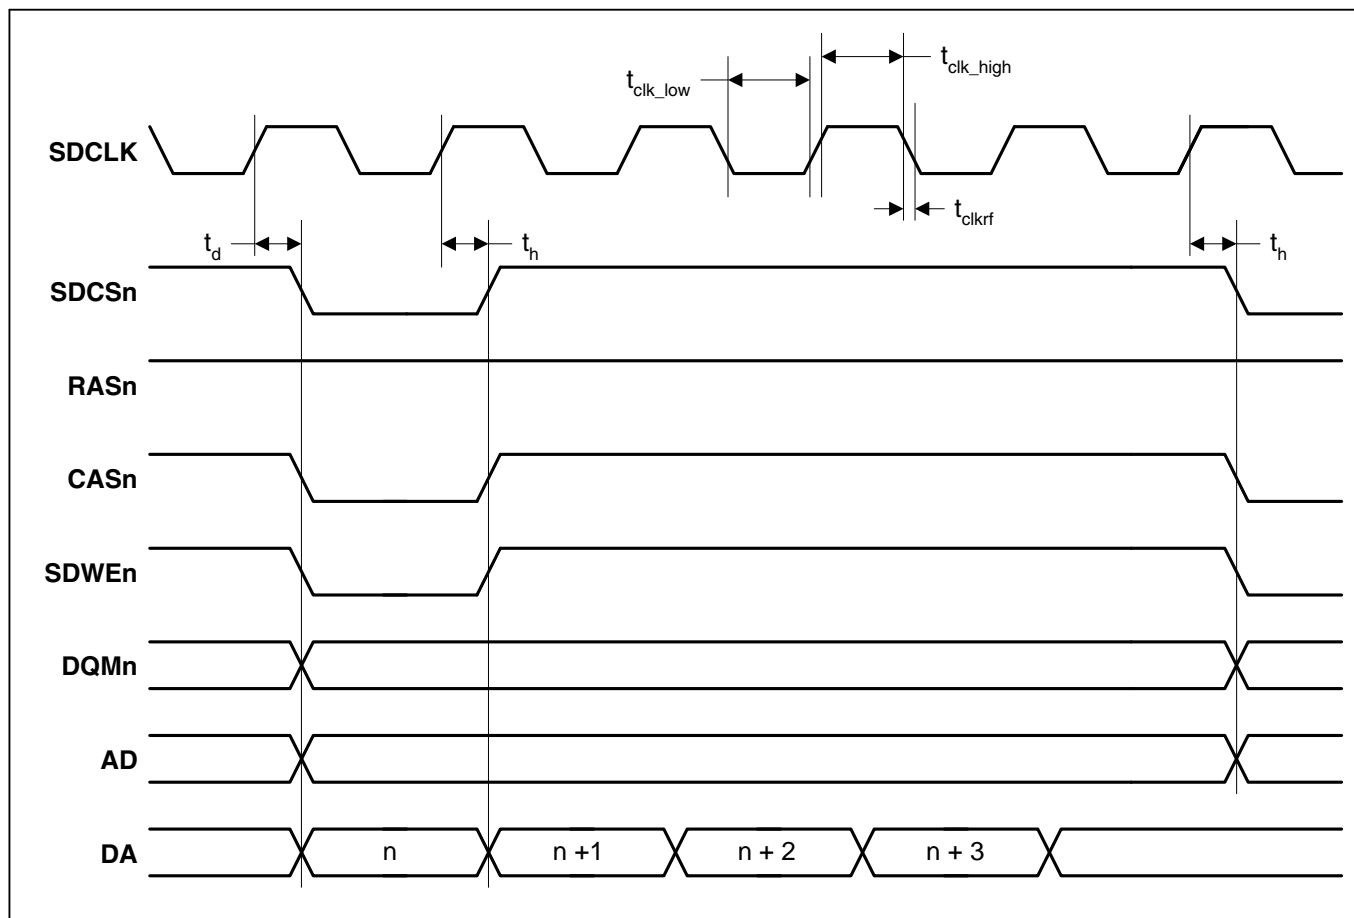 t_clk_high
t_clk_low
SDCLK
t_clkrf
t_d
t_h
t_h
SDCSn
RASn
CASn
SDWEn
DQMn
AD
DA n n +1 n + 2 n + 3